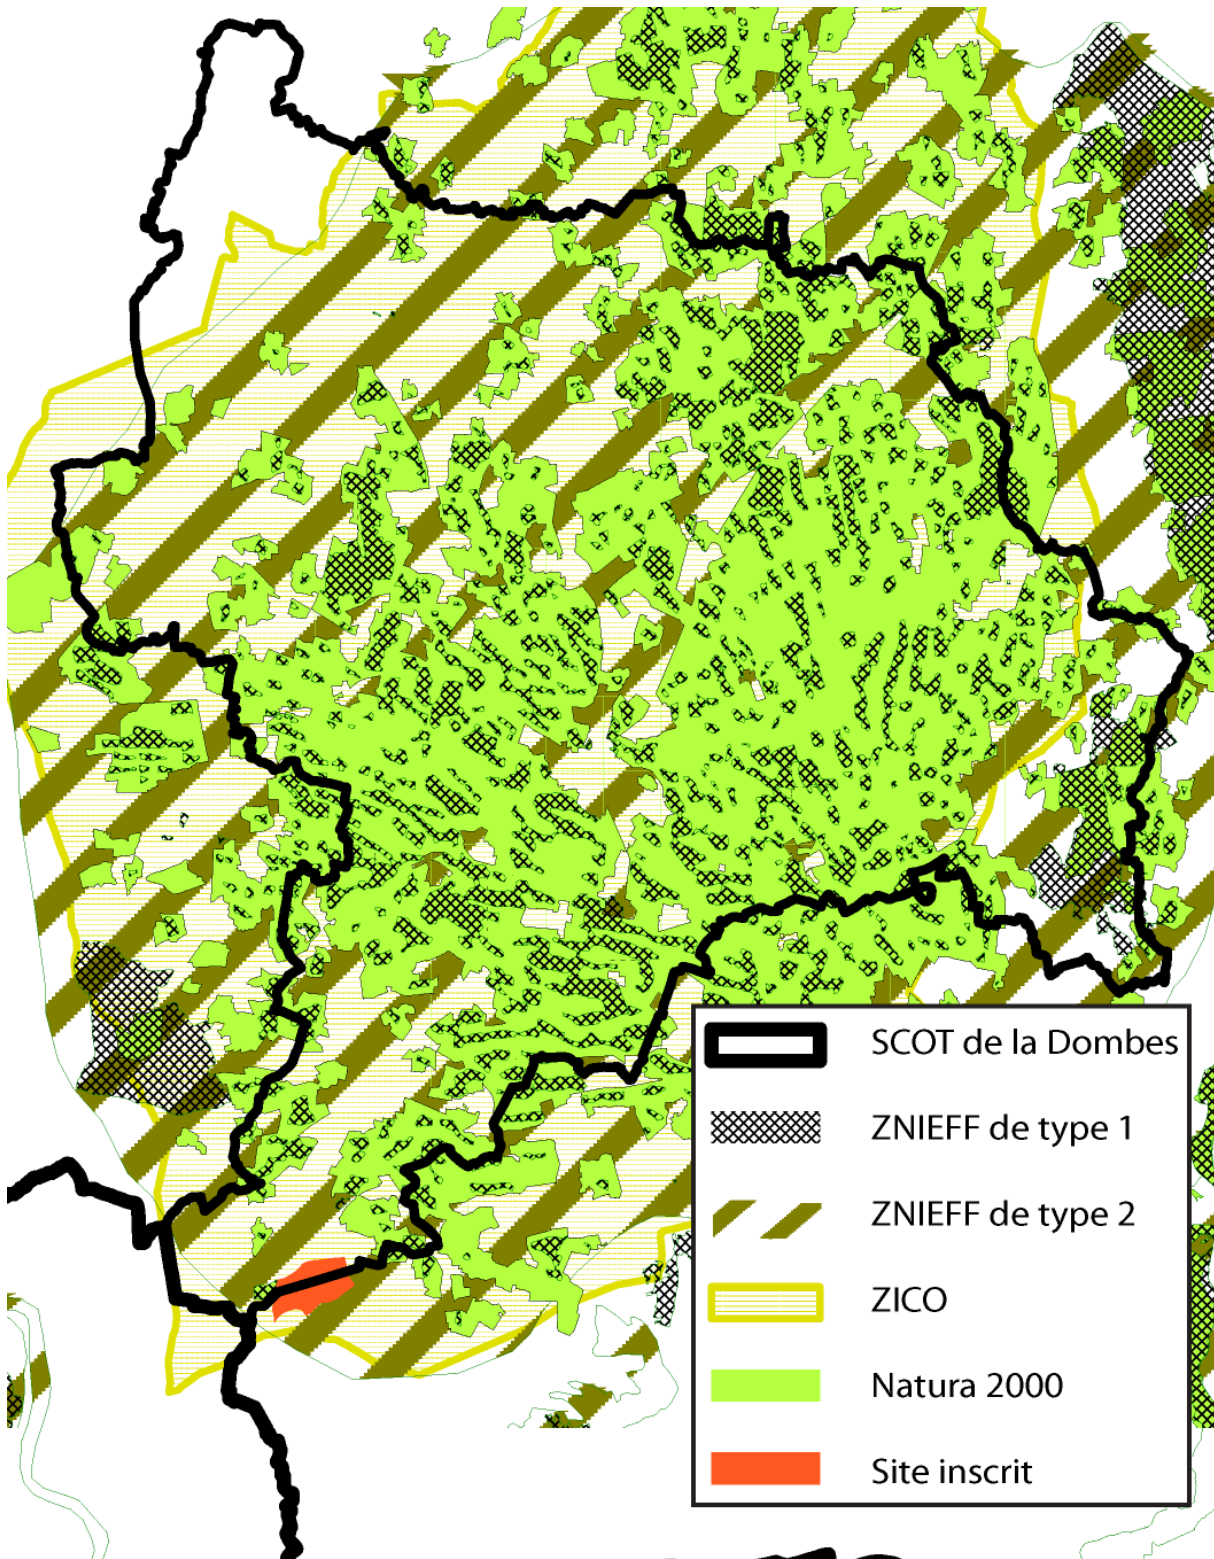 SCOT de la Dombes
ZNIEFF de type 1
ZNIEFF de type 2
ZICO
Natura 2000
Site inscrit